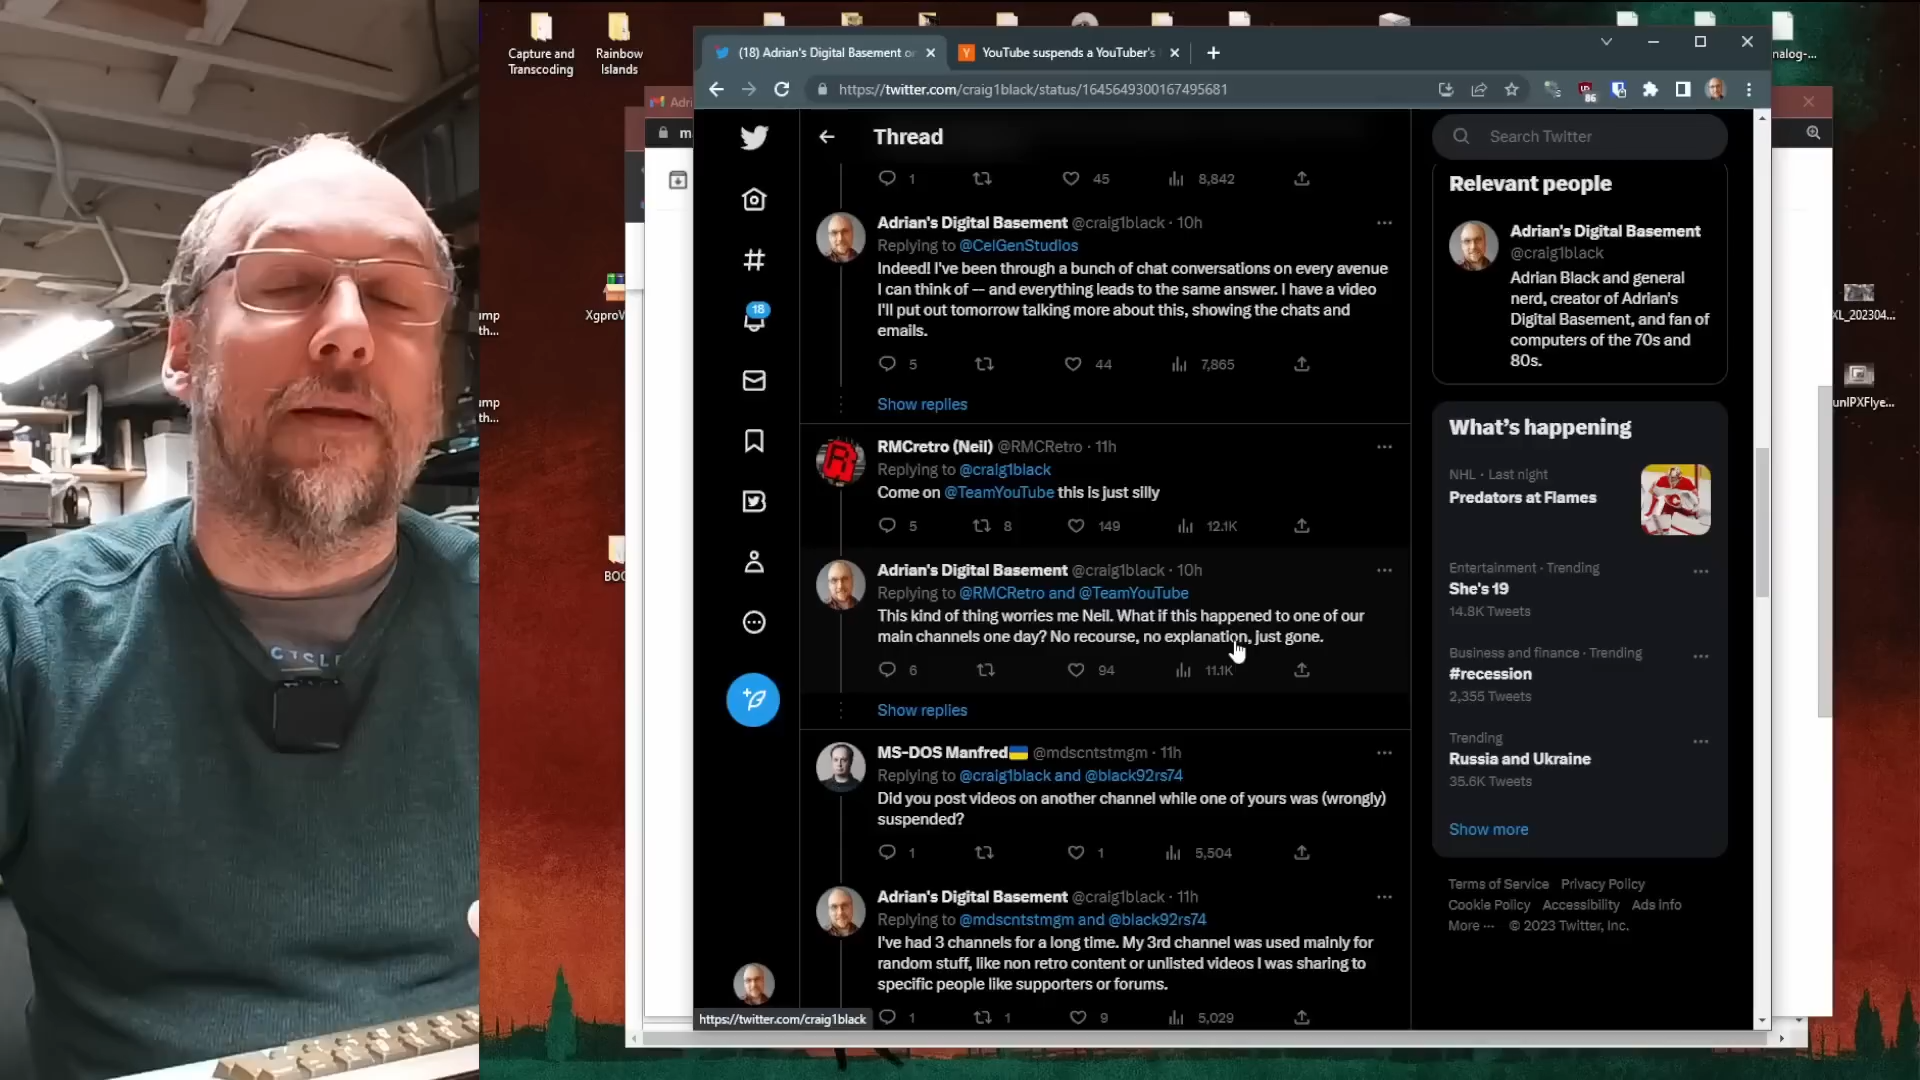 Capture and
Transcoding
Rainbow
Islands
nalog-...
(18) Adrian's Digital Basement o
YouTube suspends a YouTuber's
https://twitter.com/craig1black/status/1645649300167495681
86
Adri
m
Thread
Search Twitter
1 45 8,842
Adrian's Digital Basement @craig1black · 10h
Replying to @CelGenStudios
Indeed! I've been through a bunch of chat conversations on every avenue
I can think of -- and everything leads to the same answer. I have a video
I'll put out tomorrow talking more about this, showing the chats and
emails.
5 44 7,865
Show replies
RMCretro (Neil) @RMCRetro · 11h
Replying to @craig1black
Come on @TeamYouTube this is just silly
5 8 149 12.1K
Adrian's Digital Basement @craig1black · 10h
Replying to @RMCRetro and @TeamYouTube
This kind of thing worries me Neil. What if this happened to one of our
main channels one day? No recourse, no explanation, just gone.
6 94 11.1K
Show replies
MS-DOS Manfred @mdscntstmgm · 11h
Replying to @craig1black and @black92rs74
Did you post videos on another channel while one of yours was (wrongly)
suspended?
1 1 5,504
Adrian's Digital Basement @craig1black · 11h
Replying to @mdscntstmgm and @black92rs74
I've had 3 channels for a long time. My 3rd channel was used mainly for
random stuff, like non retro content or unlisted videos I was sharing to
specific people like supporters or forums.
1 1 9 5,029
18
https://twitter.com/craig1black
Relevant people
Adrian's Digital Basement
@craig1black
Adrian Black and general
nerd, creator of Adrian's
Digital Basement, and fan of
computers of the 70s and
80s.
What's happening
NHL · Last night
Predators at Flames
Entertainment · Trending
She's 19
14.8K Tweets
Business and finance · Trending
#recession
2,355 Tweets
Trending
Russia and Ukraine
35.6K Tweets
Show more
Terms of Service Privacy Policy
Cookie Policy Accessibility Ads info
More ··· © 2023 Twitter, Inc.
XgproV
ump
th...
ump
th...
BOO
XL_202304...
unIPXFlye...